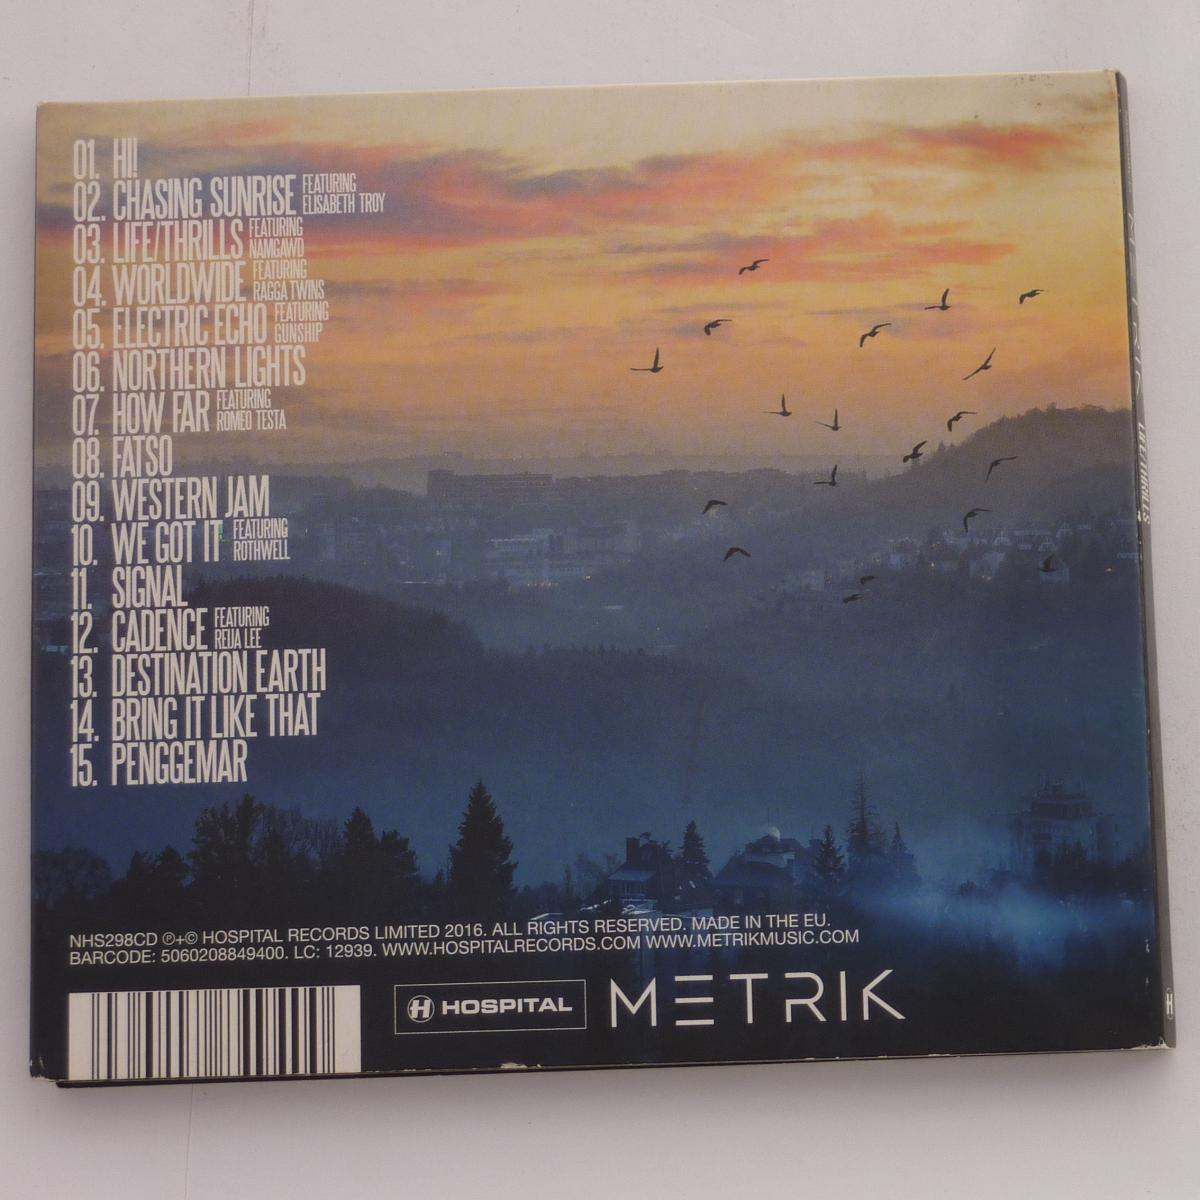 01. HI!
02. CHASING SUNRISE FEATURING ELISABETH TROY
03. LIFE/THRILLS FEATURING NAMGAWD
04. WORLDWIDE FEATURING RAGGA TWINS
05. ELECTRIC ECHO FEATURING GUNSHIP
06. NORTHERN LIGHTS
07. HOW FAR FEATURING ROMEO TESTA
08. FATSO
09. WESTERN JAM
10. WE GOT IT FEATURING ROTHWELL
11. SIGNAL
12. CADENCE FEATURING REIJA LEE
13. DESTINATION EARTH
14. BRING IT LIKE THAT
15. PENGGEMAR
NHS298CD ℗+© HOSPITAL RECORDS LIMITED 2016. ALL RIGHTS RESERVED. MADE IN THE EU.
BARCODE: 5060208849400. LC: 12939. WWW.HOSPITALRECORDS.COM WWW.METRIKMUSIC.COM
H HOSPITAL
METRIK
METRIK LIFE/THRILLS